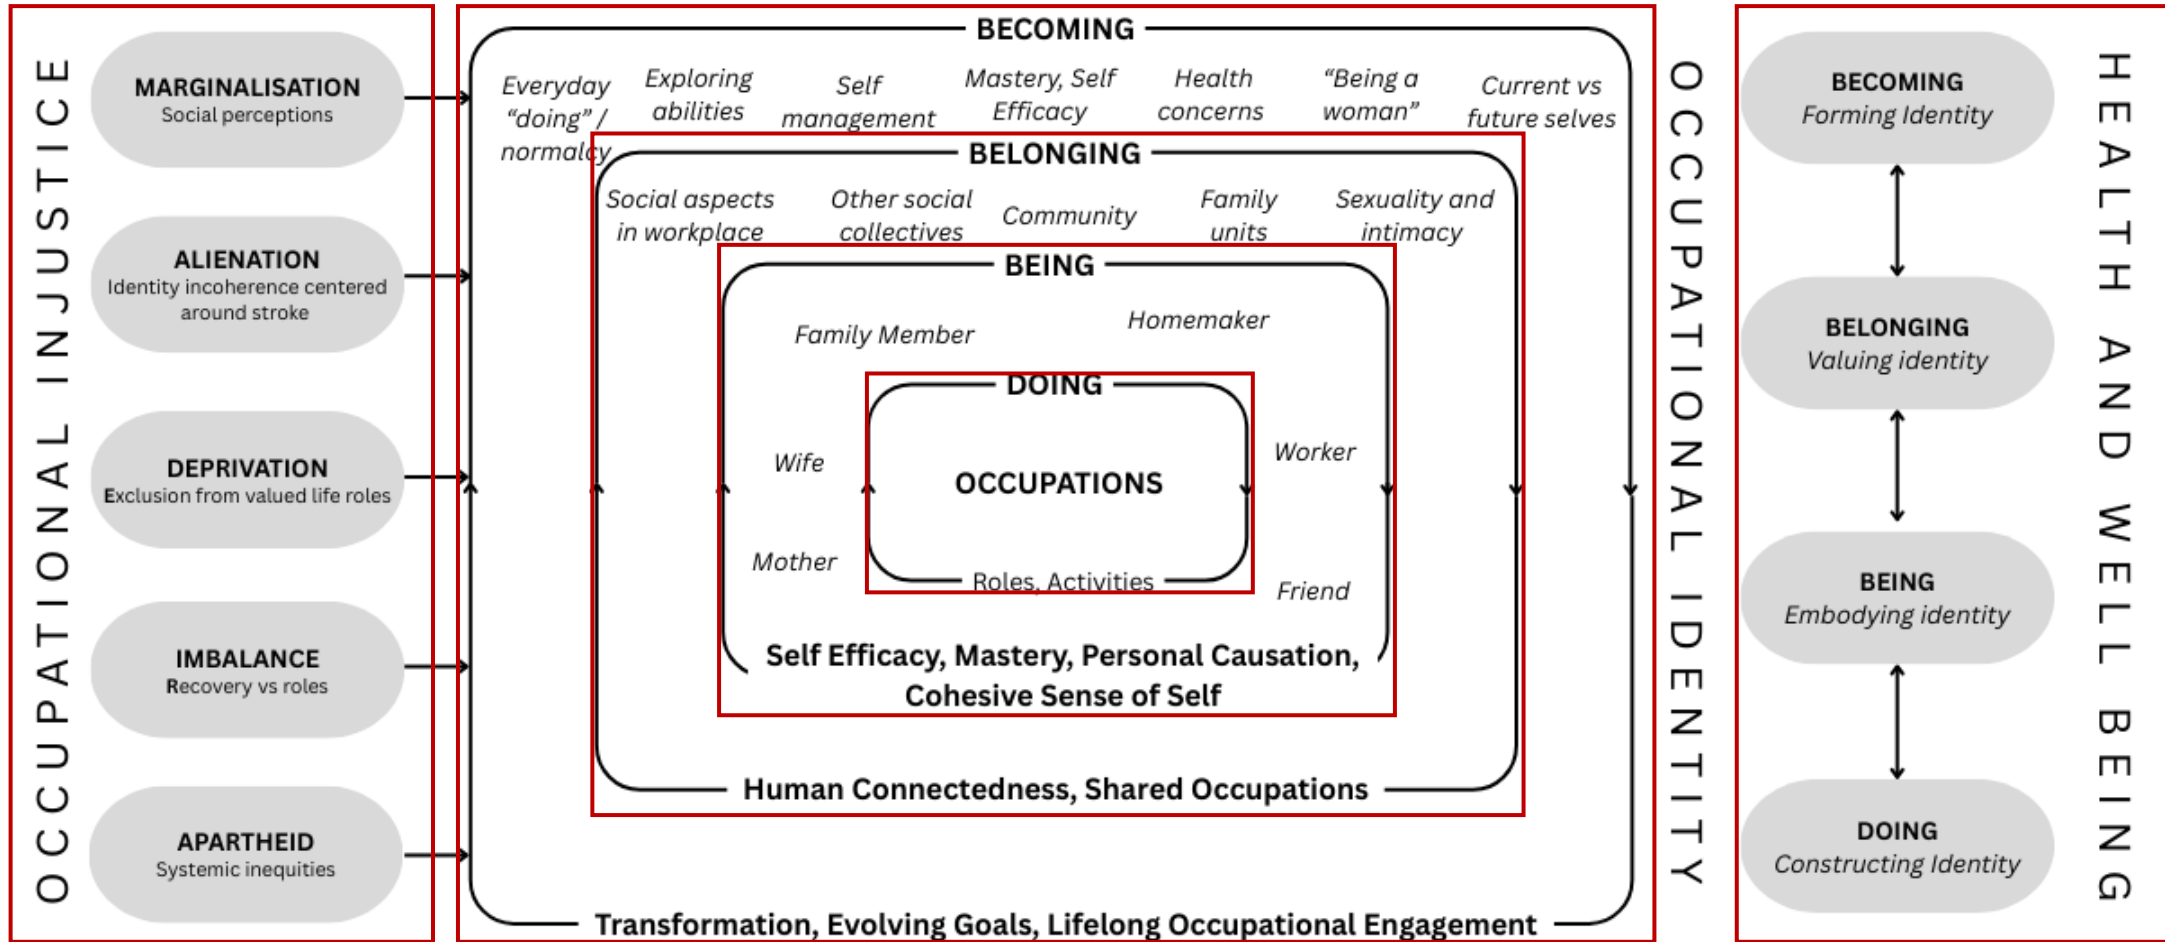 OCCUPATIONAL INJUSTICE
MARGINALISATION
Social perceptions
ALIENATION
Identity incoherence centered
around stroke
DEPRIVATION
Exclusion from valued life roles
IMBALANCE
Recovery vs roles
APARTHEID
Systemic inequities
BECOMING
Everyday
“doing” /
normalcy
Exploring
abilities
Self
management
Mastery, Self
Efficacy
Health
concerns
“Being a
woman”
Current vs
future selves
BELONGING
Social aspects
in workplace
Other social
collectives
Community
Family
units
Sexuality and
intimacy
BEING
Family Member
Homemaker
Wife
Worker
Mother
Friend
DOING
OCCUPATIONS
Roles, Activities
Self Efficacy, Mastery, Personal Causation,
Cohesive Sense of Self
Human Connectedness, Shared Occupations
Transformation, Evolving Goals, Lifelong Occupational Engagement
OCCUPATIONAL IDENTITY
BECOMING
Forming Identity
BELONGING
Valuing identity
BEING
Embodying identity
DOING
Constructing Identity
HEALTH AND WELL BEING